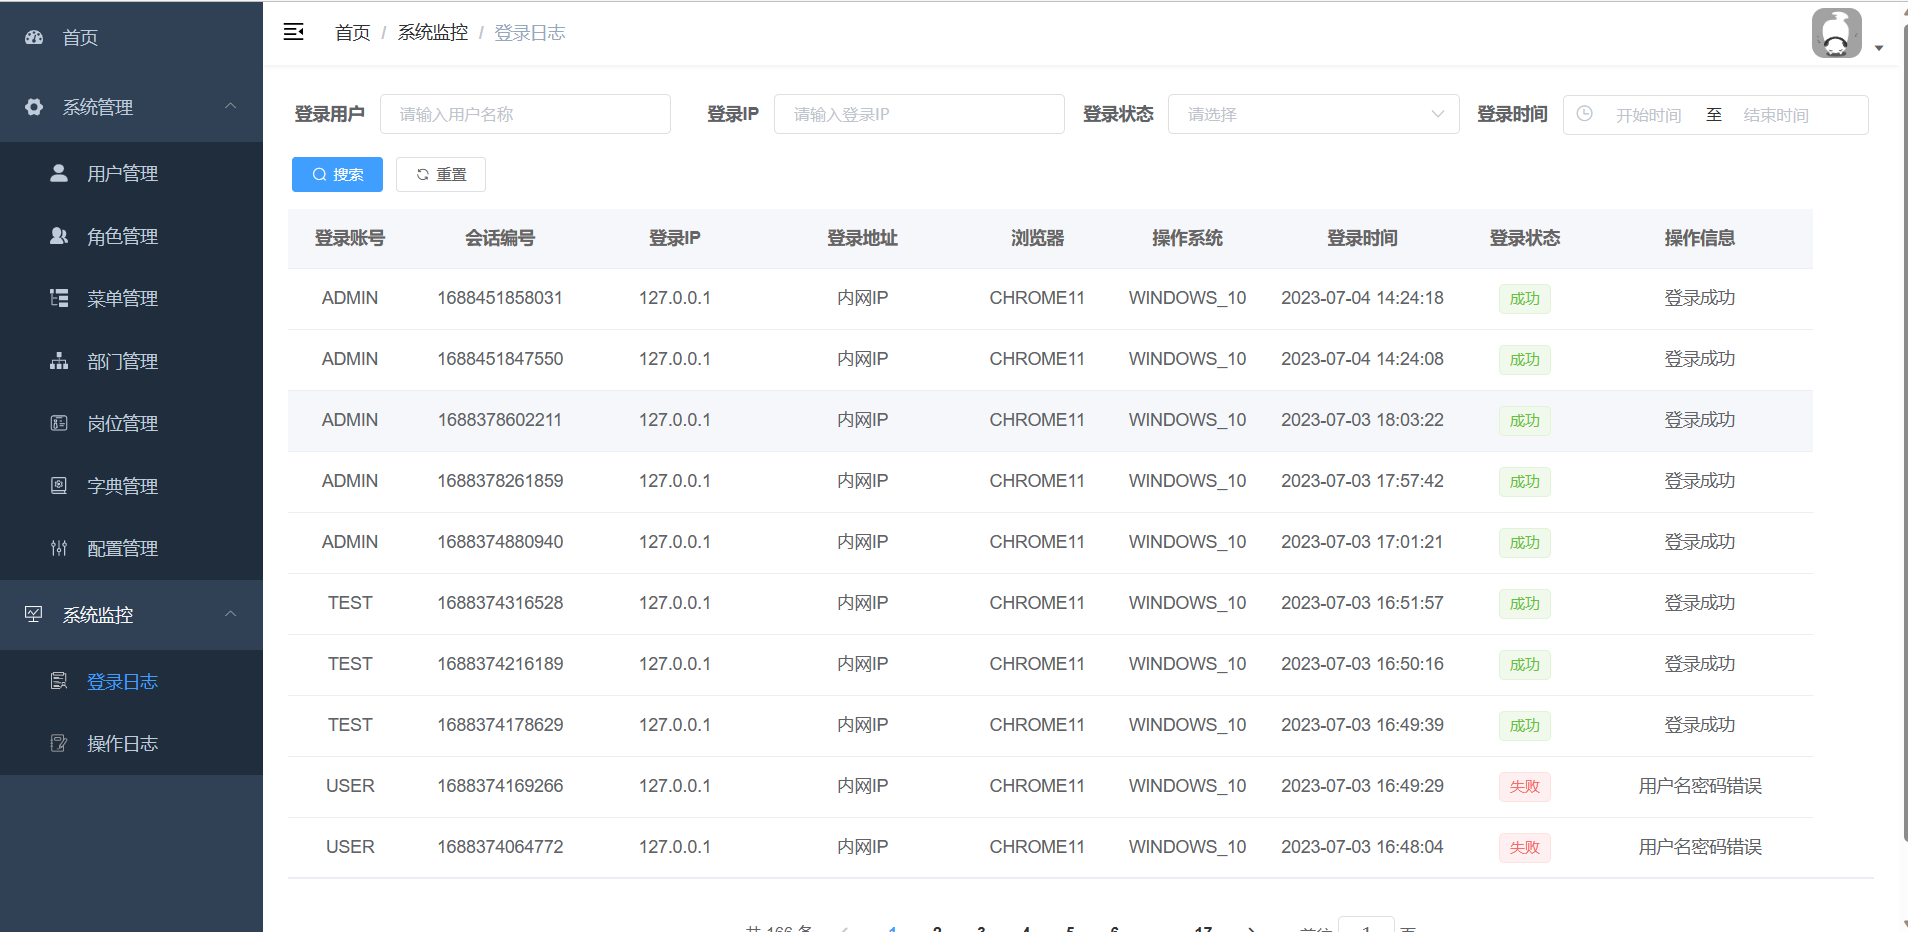 首页
系统管理
用户管理
角色管理
菜单管理
部门管理
岗位管理
字典管理
配置管理
系统监控
登录日志
操作日志
首页 / 系统监控 / 登录日志
登录用户 请输入用户名称 登录IP 请输入登录IP 登录状态 请选择 登录时间 开始时间 至 结束时间
搜索 重置
登录账号 会话编号 登录IP 登录地址 浏览器 操作系统 登录时间 登录状态 操作信息
ADMIN 1688451858031 127.0.0.1 内网IP CHROME11 WINDOWS_10 2023-07-04 14:24:18 成功 登录成功
ADMIN 1688451847550 127.0.0.1 内网IP CHROME11 WINDOWS_10 2023-07-04 14:24:08 成功 登录成功
ADMIN 1688378602211 127.0.0.1 内网IP CHROME11 WINDOWS_10 2023-07-03 18:03:22 成功 登录成功
ADMIN 1688378261859 127.0.0.1 内网IP CHROME11 WINDOWS_10 2023-07-03 17:57:42 成功 登录成功
ADMIN 1688374880940 127.0.0.1 内网IP CHROME11 WINDOWS_10 2023-07-03 17:01:21 成功 登录成功
TEST 1688374316528 127.0.0.1 内网IP CHROME11 WINDOWS_10 2023-07-03 16:51:57 成功 登录成功
TEST 1688374216189 127.0.0.1 内网IP CHROME11 WINDOWS_10 2023-07-03 16:50:16 成功 登录成功
TEST 1688374178629 127.0.0.1 内网IP CHROME11 WINDOWS_10 2023-07-03 16:49:39 成功 登录成功
USER 1688374169266 127.0.0.1 内网IP CHROME11 WINDOWS_10 2023-07-03 16:49:29 失败 用户名密码错误
USER 1688374064772 127.0.0.1 内网IP CHROME11 WINDOWS_10 2023-07-03 16:48:04 失败 用户名密码错误
共 166 条 1 2 3 4 5 6 17 前往 1 页